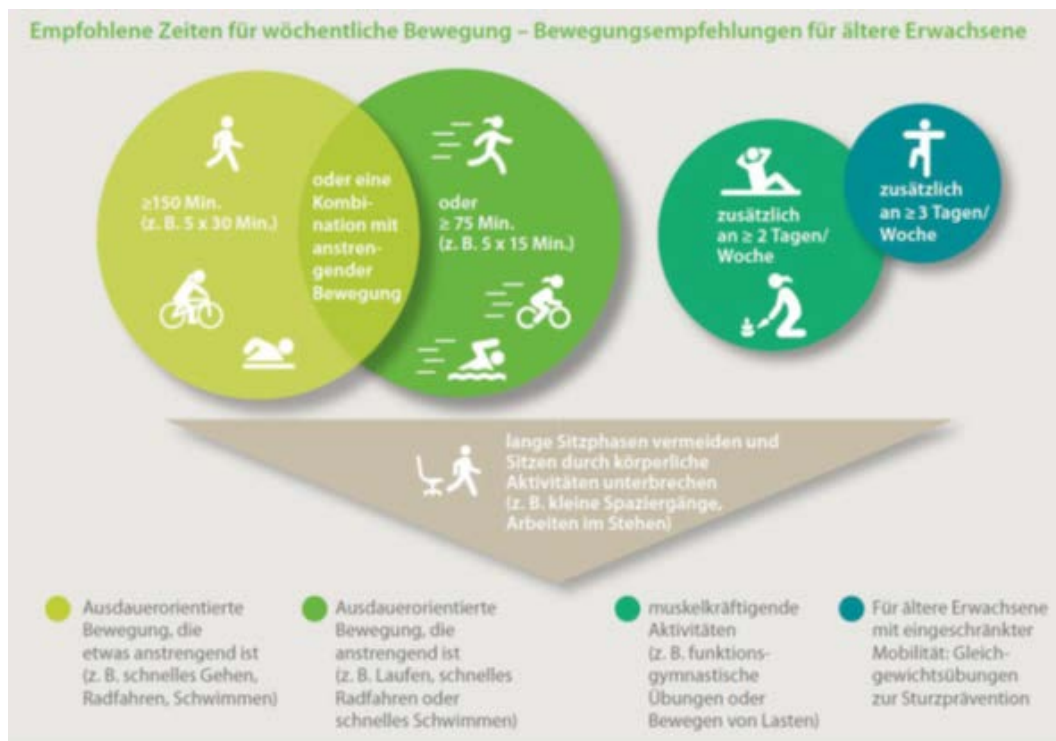 Empfohlene Zeiten für wöchentliche Bewegung – Bewegungsempfehlungen für ältere Erwachsene
≥150 Min.
(z. B. 5 x 30 Min.)
oder eine
Kombi-
nation mit
anstren-
gender
Bewegung
oder
≥ 75 Min.
(z. B. 5 x 15 Min.)
zusätzlich
an ≥ 2 Tagen/
Woche
zusätzlich
an ≥ 3 Tagen/
Woche
lange Sitzphasen vermeiden und
Sitzen durch körperliche
Aktivitäten unterbrechen
(z. B. kleine Spaziergänge,
Arbeiten im Stehen)
Ausdauerorientierte
Bewegung, die
etwas anstrengend ist
(z. B. schnelles Gehen,
Radfahren, Schwimmen)
Ausdauerorientierte
Bewegung, die
anstrengend ist
(z. B. Laufen, schnelles
Radfahren oder
schnelles Schwimmen)
muskelkräftigende
Aktivitäten
(z. B. funktions-
gymnastische
Übungen oder
Bewegen von Lasten)
Für ältere Erwachsene
mit eingeschränkter
Mobilität: Gleich-
gewichtsübungen
zur Sturzprävention